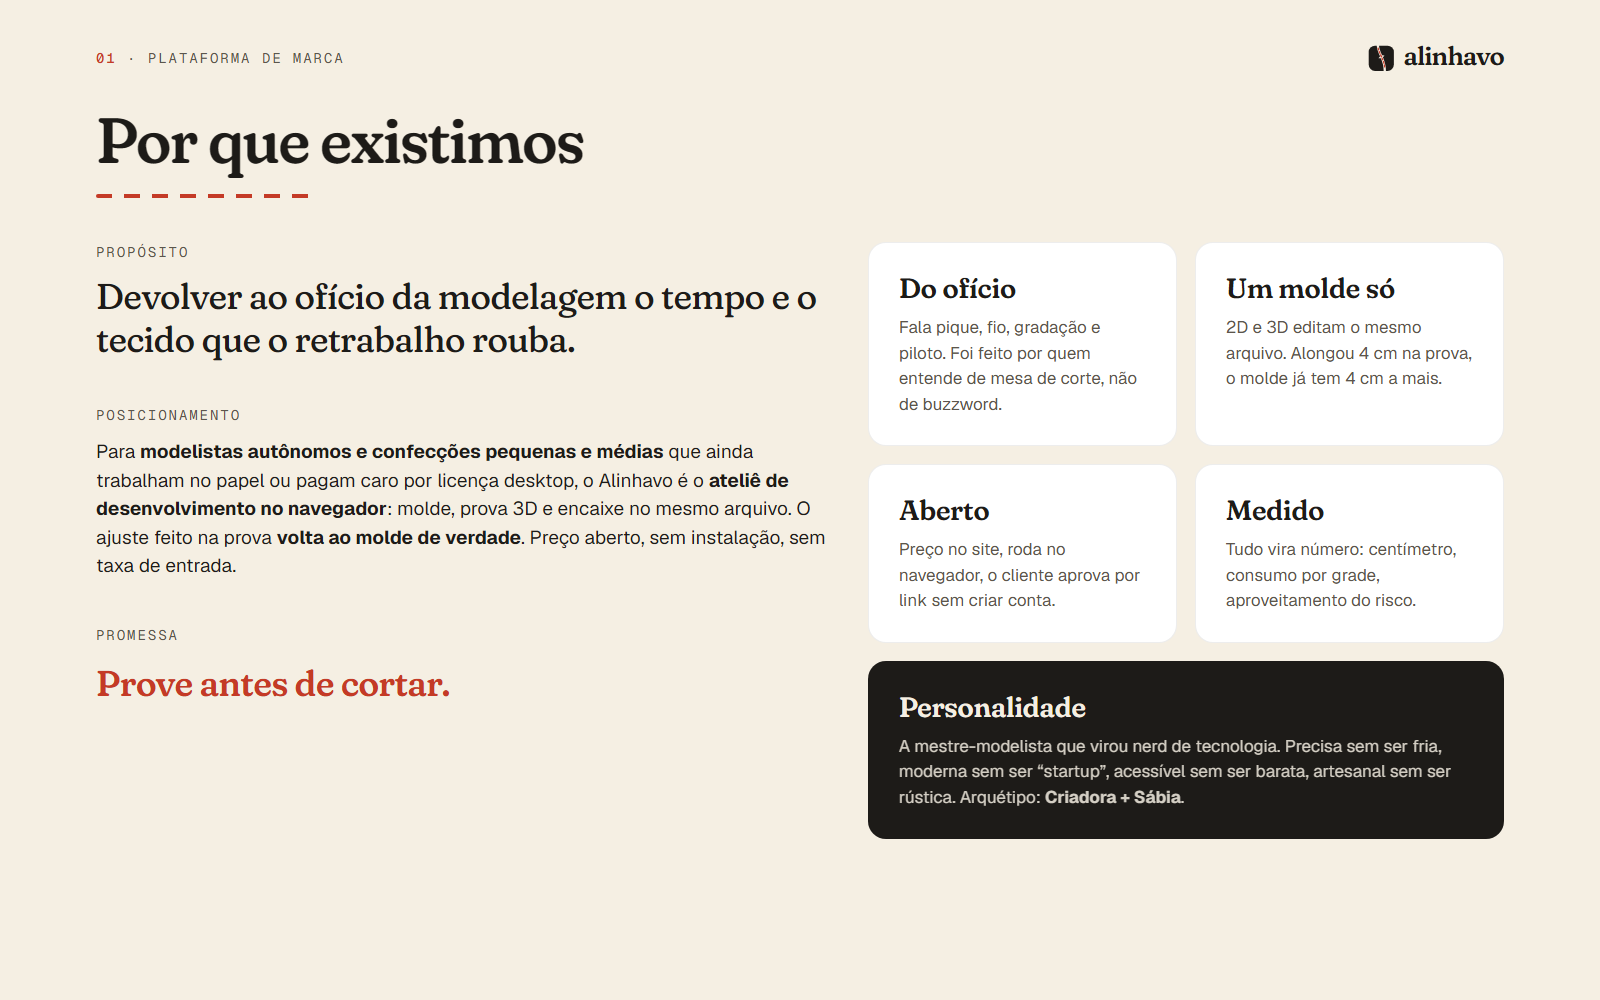 01 · PLATAFORMA DE MARCA
alinhavo
Por que existimos
PROPÓSITO
Devolver ao ofício da modelagem o tempo e o
tecido que o retrabalho rouba.
POSICIONAMENTO
Para modelistas autônomos e confecções pequenas e médias que ainda
trabalham no papel ou pagam caro por licença desktop, o Alinhavo é o ateliê de
desenvolvimento no navegador: molde, prova 3D e encaixe no mesmo arquivo. O
ajuste feito na prova volta ao molde de verdade. Preço aberto, sem instalação, sem
taxa de entrada.
PROMESSA
Prove antes de cortar.
Do ofício
Fala pique, fio, gradação e
piloto. Foi feito por quem
entende de mesa de corte, não
de buzzword.
Um molde só
2D e 3D editam o mesmo
arquivo. Alongou 4 cm na prova,
o molde já tem 4 cm a mais.
Aberto
Preço no site, roda no
navegador, o cliente aprova por
link sem criar conta.
Medido
Tudo vira número: centímetro,
consumo por grade,
aproveitamento do risco.
Personalidade
A mestre-modelista que virou nerd de tecnologia. Precisa sem ser fria,
moderna sem ser “startup”, acessível sem ser barata, artesanal sem ser
rústica. Arquétipo: Criadora + Sábia.